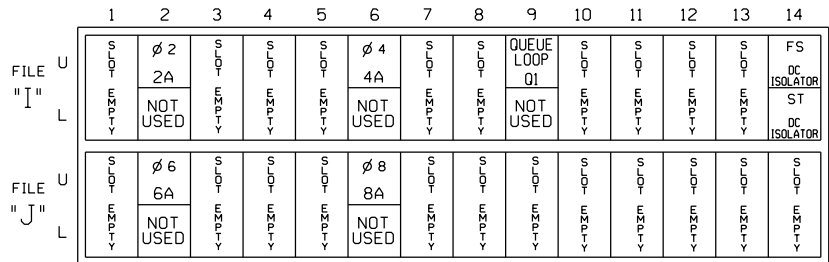 1 2 3 4 5 6 7 8 9 10 11 12 13 14
FILE "I"
U
L
SLOT EMPTY
Ø 2
2A
NOT USED
SLOT EMPTY
SLOT EMPTY
SLOT EMPTY
Ø 4
4A
NOT USED
SLOT EMPTY
SLOT EMPTY
QUEUE LOOP
Q1
NOT USED
SLOT EMPTY
SLOT EMPTY
SLOT EMPTY
SLOT EMPTY
FS
DC ISOLATOR
ST
DC ISOLATOR
FILE "J"
U
L
SLOT EMPTY
Ø 6
6A
NOT USED
SLOT EMPTY
SLOT EMPTY
SLOT EMPTY
Ø 8
8A
NOT USED
SLOT EMPTY
SLOT EMPTY
SLOT EMPTY
SLOT EMPTY
SLOT EMPTY
SLOT EMPTY
SLOT EMPTY
SLOT EMPTY